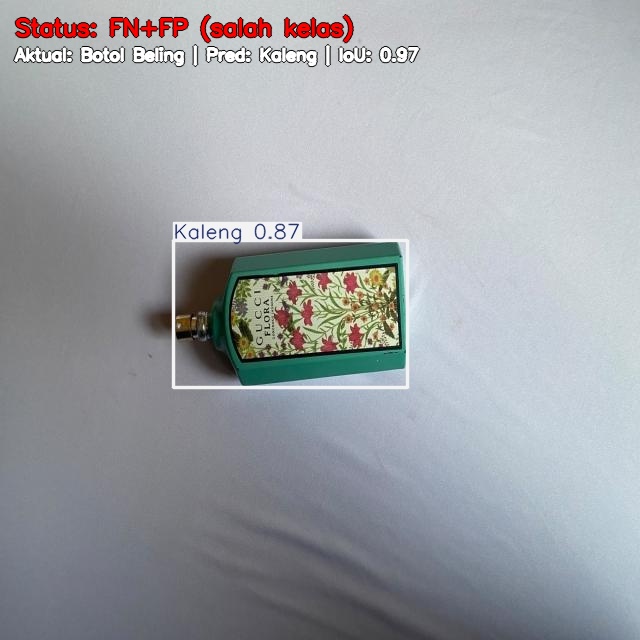 Status: FN+FP (salah kelas)
Aktual: Botol Beling | Pred: Kaleng | IoU: 0.97
Kaleng 0.87
GUCCI
FLORA